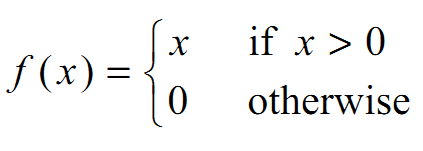 f(x) = { x if x > 0
0 otherwise